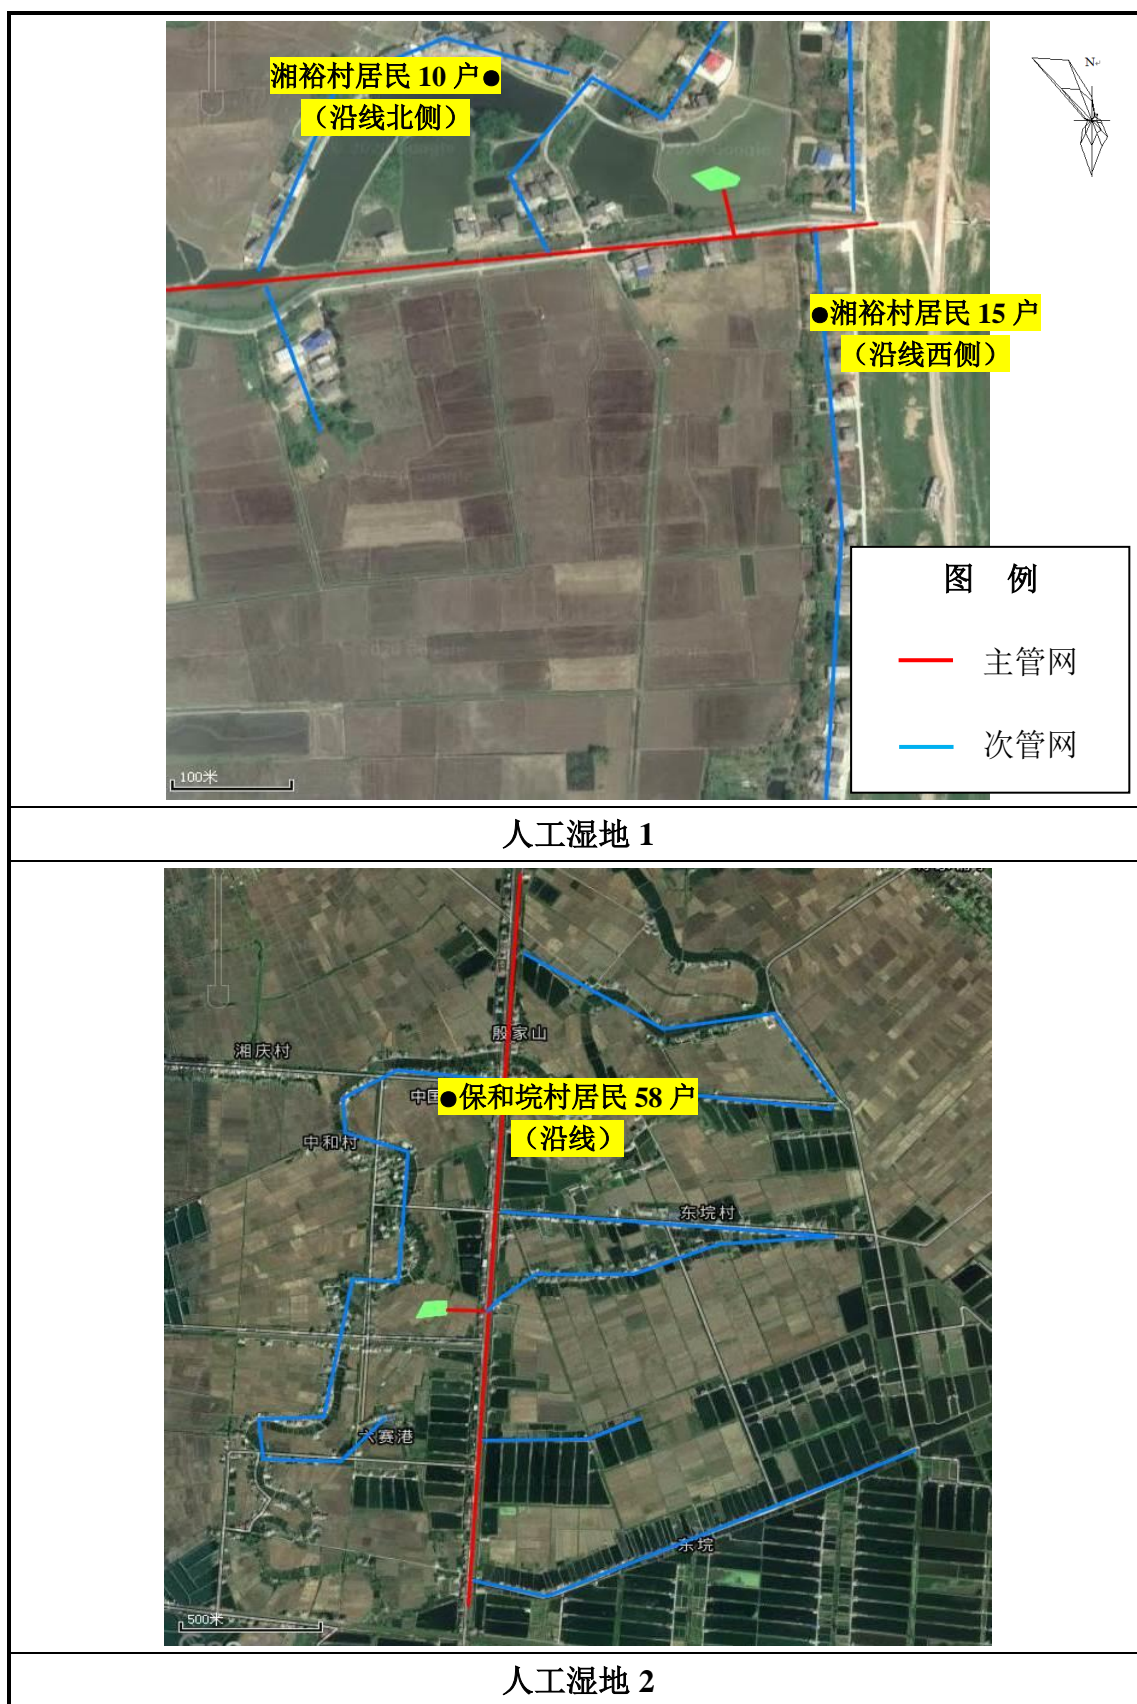 湘裕村居民 10 户●
（沿线北侧）
N
●湘裕村居民 15 户
（沿线西侧）
图 例
主管网
次管网
100米
人工湿地 1
殷家山
湘庆村
●保和垸村居民 58 户
（沿线）
中和村
东垸村
六赛港
东垸
500米
人工湿地 2